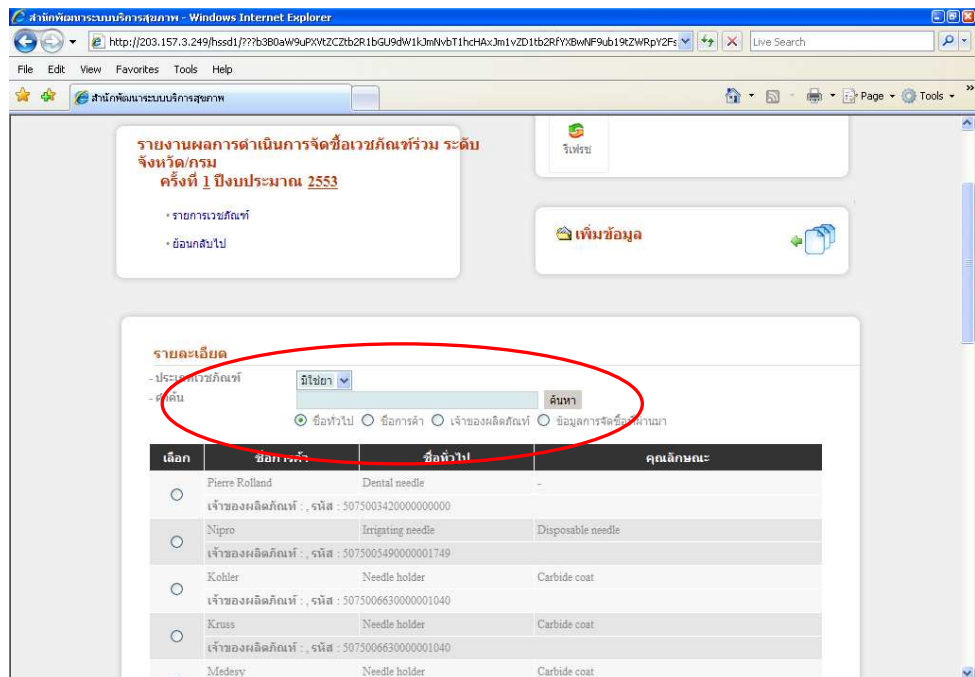 สำนักพัฒนาระบบบริการสุขภาพ - Windows Internet Explorer
Live Search
File Edit View Favorites Tools Help
สำนักพัฒนาระบบบริการสุขภาพ
Page Tools
รายงานผลการดำเนินการจัดซื้อเวชภัณฑ์ร่วม ระดับ
จังหวัด/กรม
ครั้งที่ 1 ปีงบประมาณ 2553
รีเฟรช
รายการเวชภัณฑ์
ย้อนกลับไป
เพิ่มข้อมูล
รายละเอียด
- ประเภทเวชภัณฑ์ มิใช่ยา
- คำค้น ค้นหา
ชื่อทั่วไป ชื่อการค้า เจ้าของผลิตภัณฑ์ ข้อมูลการจัดซื้อที่ผ่านมา
เลือก ชื่อการค้า ชื่อทั่วไป คุณลักษณะ
Pierre Rolland Dental needle -
เจ้าของผลิตภัณฑ์ : , รหัส : 5075003420000000000
Nipro Irrigating needle Disposable needle
เจ้าของผลิตภัณฑ์ : , รหัส : 5075005490000001749
Kohler Needle holder Carbide coat
เจ้าของผลิตภัณฑ์ : , รหัส : 5075006630000001040
Kruss Needle holder Carbide coat
เจ้าของผลิตภัณฑ์ : , รหัส : 5075006630000001040
Medesy Needle holder Carbide coat